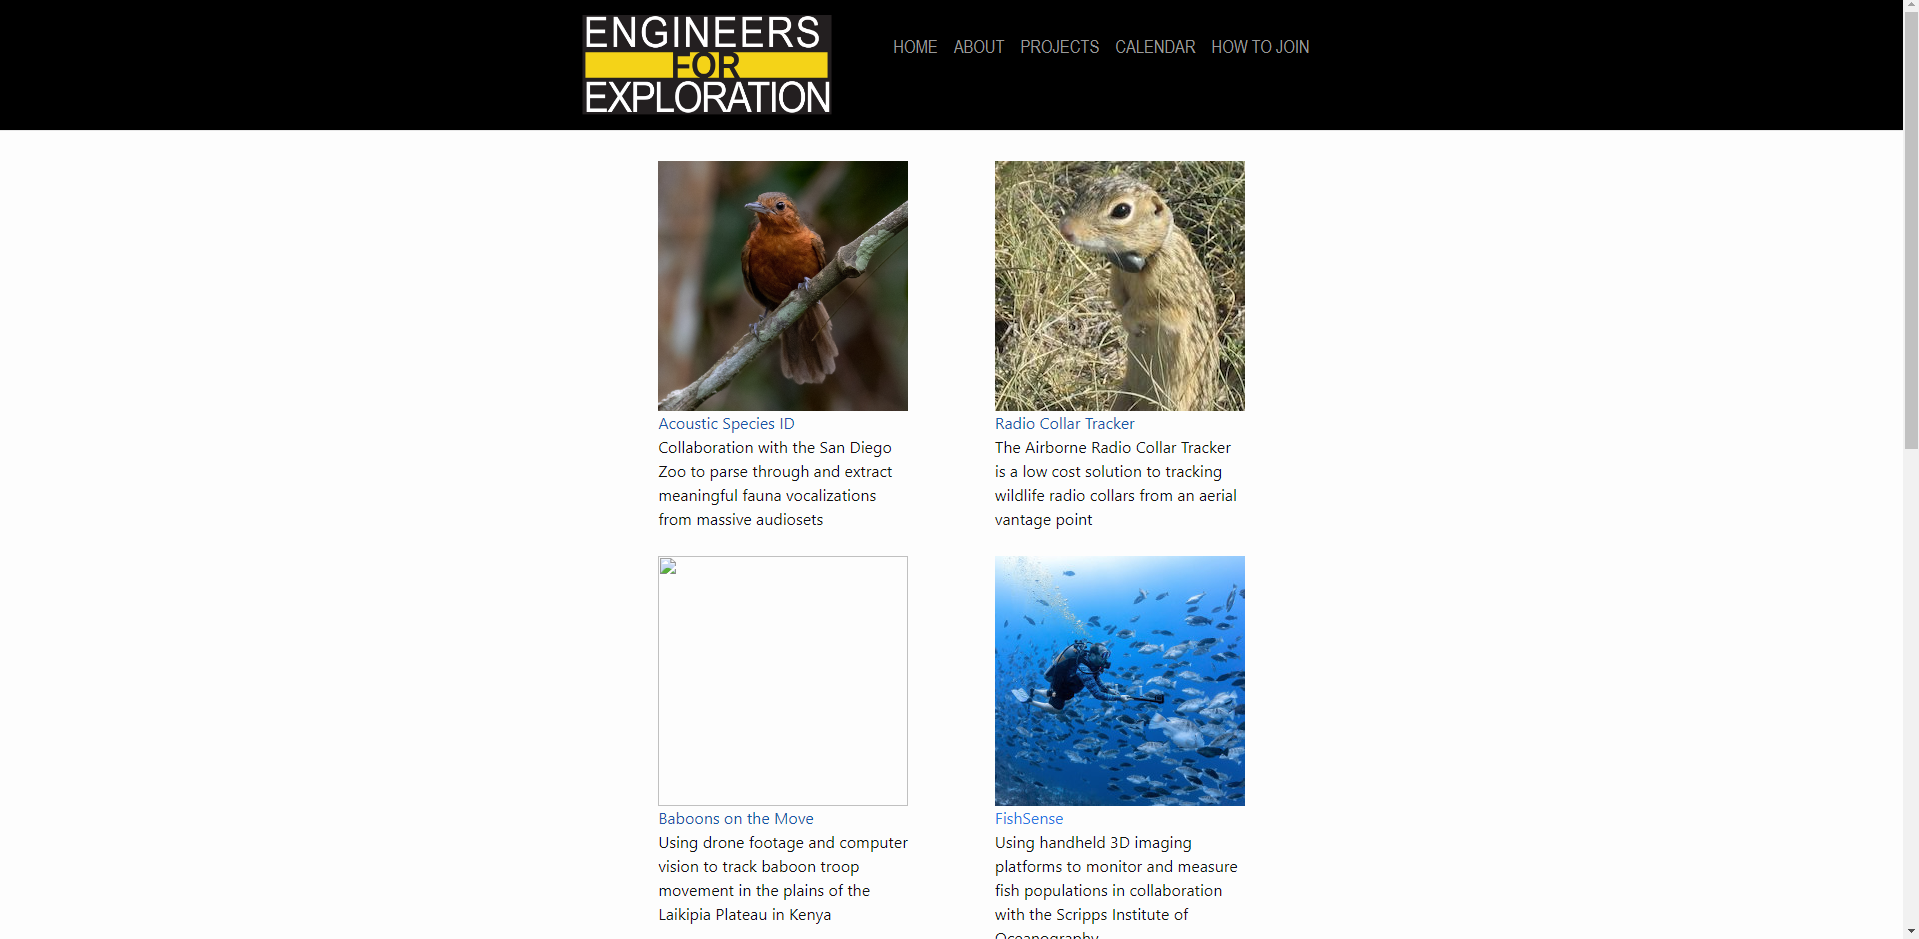 ENGINEERS
FOR
EXPLORATION
HOME ABOUT PROJECTS CALENDAR HOW TO JOIN
Acoustic Species ID
Collaboration with the San Diego
Zoo to parse through and extract
meaningful fauna vocalizations
from massive audiosets
Radio Collar Tracker
The Airborne Radio Collar Tracker
is a low cost solution to tracking
wildlife radio collars from an aerial
vantage point
Baboons on the Move
Using drone footage and computer
vision to track baboon troop
movement in the plains of the
Laikipia Plateau in Kenya
FishSense
Using handheld 3D imaging
platforms to monitor and measure
fish populations in collaboration
with the Scripps Institute of
Oceanography